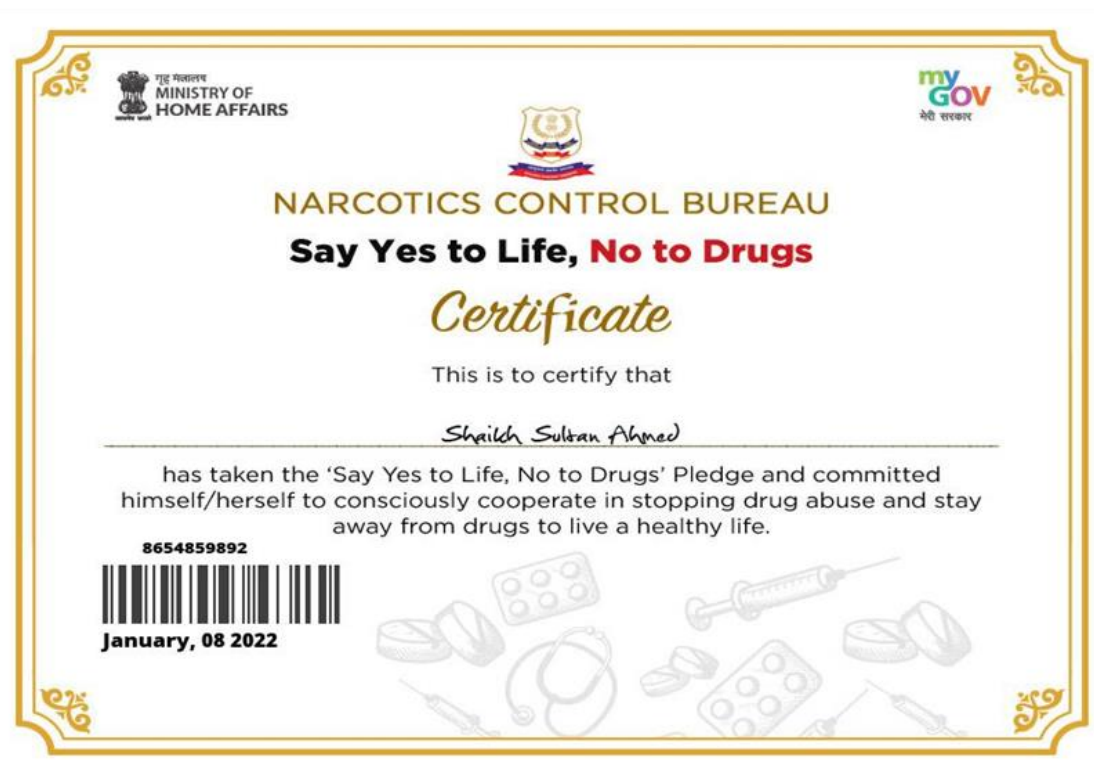 गृह मंत्रालय
MINISTRY OF
HOME AFFAIRS
my
GOV
मेरी सरकार
NARCOTICS CONTROL BUREAU
Say Yes to Life, No to Drugs
Certificate
This is to certify that
Shaikh Sultan Ahmed
has taken the ‘Say Yes to Life, No to Drugs’ Pledge and committed
himself/herself to consciously cooperate in stopping drug abuse and stay
away from drugs to live a healthy life.
8654859892
January, 08 2022